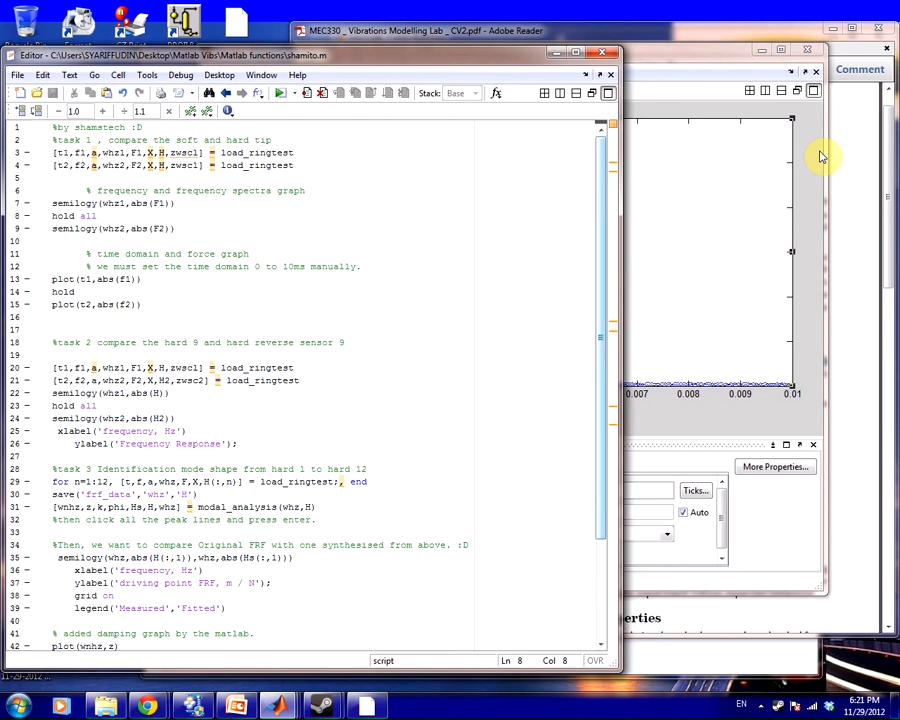 MEC330 _ Vibrations Modelling Lab _ CV2.pdf - Adobe Reader
Editor - C:\Users\SYARIFFUDIN\Desktop\Matlab Vibs\Matlab functions\shamito.m
File Edit Text Go Cell Tools Debug Desktop Window Help
Comment
Stack: Base
1.0
1.1
1 %by shamstech :D
2 %task 1 , compare the soft and hard tip
3 [t1,f1,a,whz1,F1,X,H,zwsc1] = load_ringtest
4 [t2,f2,a,whz2,F2,X,H,zwsc1] = load_ringtest
5
6 % frequency and frequency spectra graph
7 semilogy(whz1,abs(F1))
8 hold all
9 semilogy(whz2,abs(F2))
10
11 % time domain and force graph
12 % we must set the time domain 0 to 10ms manually.
13 plot(t1,abs(f1))
14 hold
15 plot(t2,abs(f2))
16
17
18 %task 2 compare the hard 9 and hard reverse sensor 9
19
20 [t1,f1,a,whz1,F1,X,H,zwsc1] = load_ringtest
21 [t2,f2,a,whz2,F2,X,H2,zwsc2] = load_ringtest
22 semilogy(whz1,abs(H))
23 hold all
24 semilogy(whz2,abs(H2))
25 xlabel('frequency, Hz')
26 ylabel('Frequency Response');
27
28 %task 3 Identification mode shape from hard 1 to hard 12
29 for n=1:12, [t,f,a,whz,F,X,H(:,n)] = load_ringtest;, end
30 save('frf_data','whz','H')
31 [wnhz,z,k,phi,Hs,H,whz] = modal_analysis(whz,H)
32 %then click all the peak lines and press enter.
33
34 %Then, we want to compare Original FRF with one synthesised from above. :D
35 semilogy(whz,abs(H(:,1)),whz,abs(Hs(:,1)))
36 xlabel('frequency, Hz')
37 ylabel('driving point FRF, m / N');
38 grid on
39 legend('Measured','Fitted')
40
41 % added damping graph by the matlab.
42 plot(wnhz,z)
script
Ln 8 Col 8 OVR
0.007 0.008 0.009 0.01
More Properties...
Ticks...
Auto
erties
11-29-2012 ...
EN
6:21 PM
11/29/2012